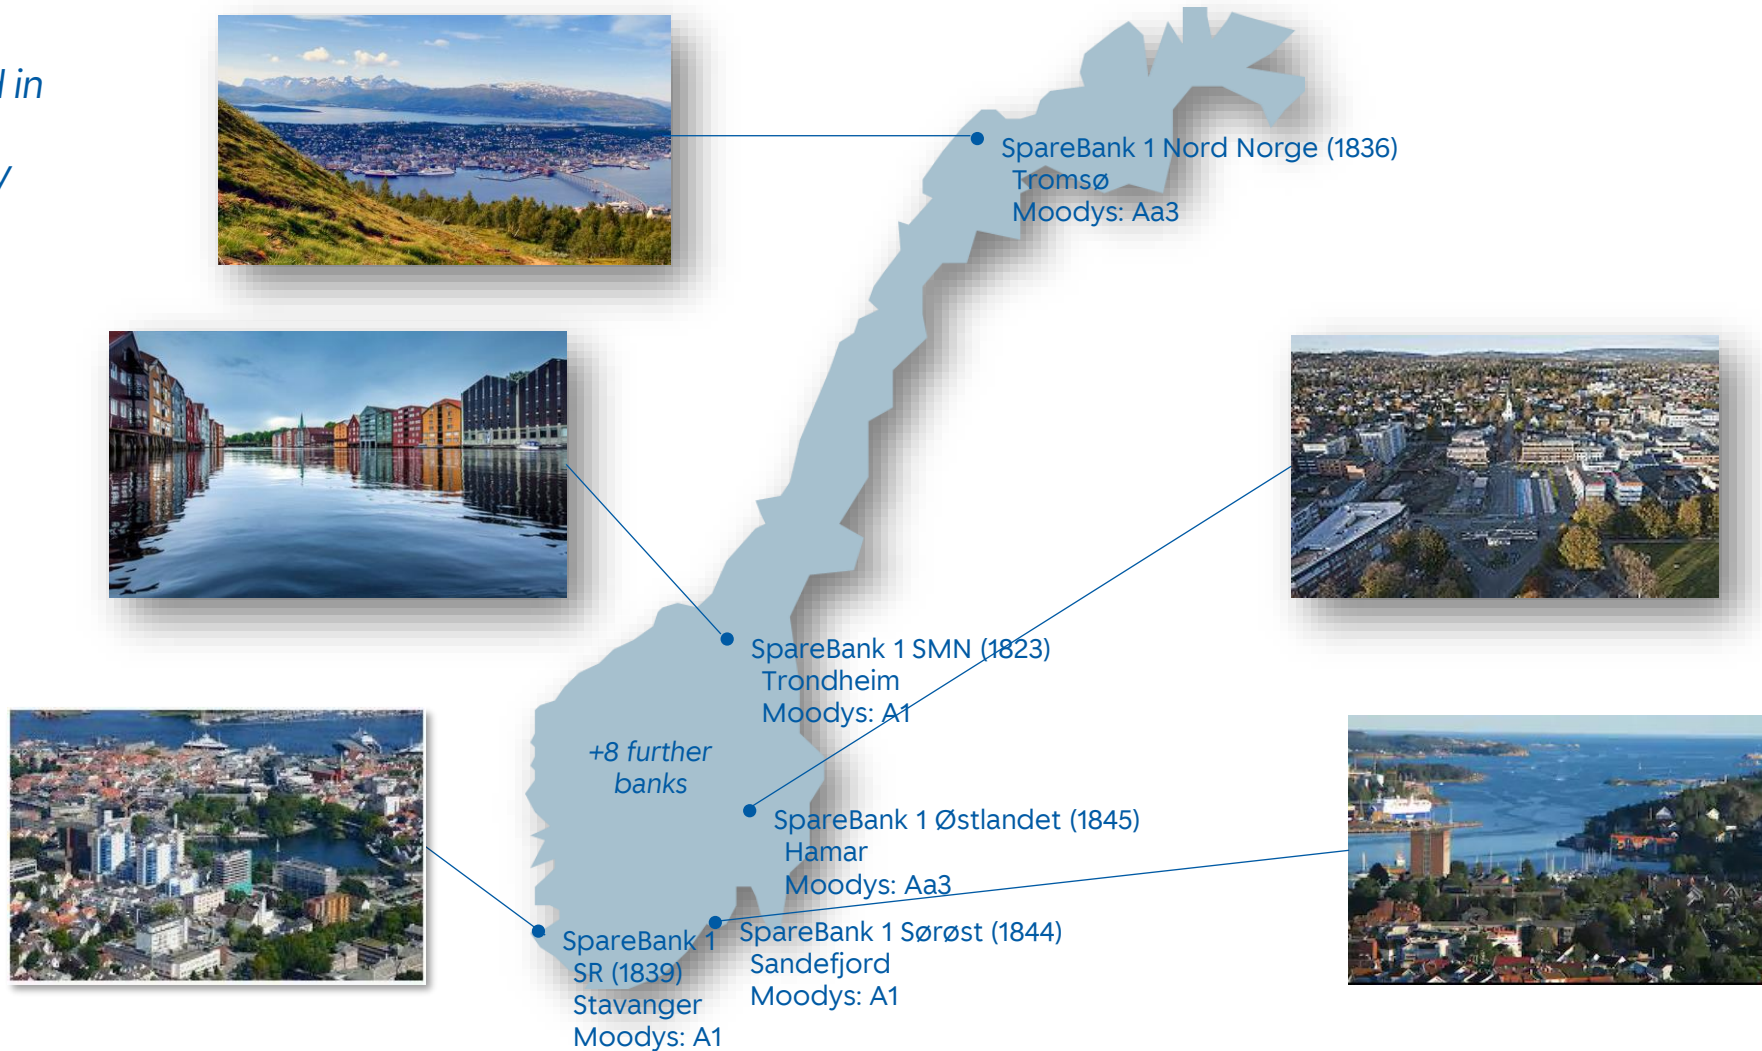 d in
y
SpareBank 1 Nord Norge (1836)
Tromsø
Moodys: Aa3
SpareBank 1 SMN (1823)
Trondheim
Moodys: A1
+8 further
banks
SpareBank 1 Østlandet (1845)
Hamar
Moodys: Aa3
SpareBank 1 Sørøst (1844)
Sandefjord
Moodys: A1
SpareBank 1
SR (1839)
Stavanger
Moodys: A1